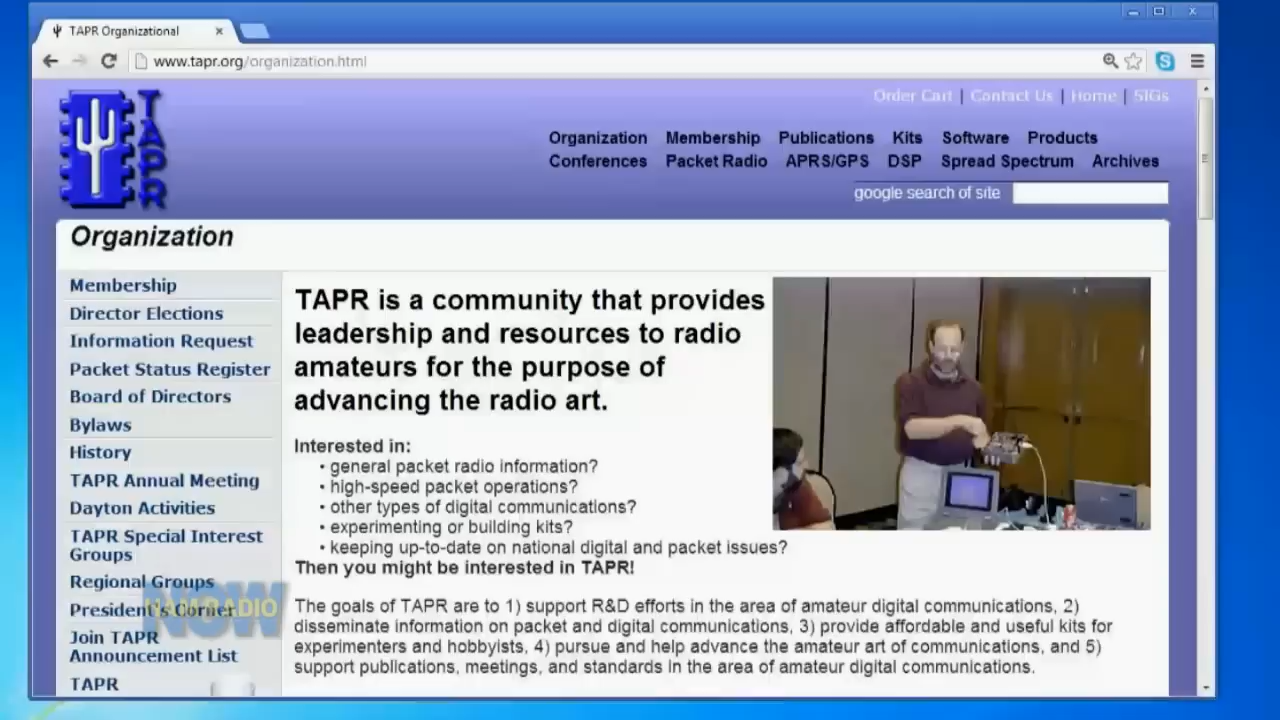 TAPR Organizational
www.tapr.org/organization.html
TAPR
Order Cart | Contact Us | Home | SIGs
Organization Membership Publications Kits Software Products
Conferences Packet Radio APRS/GPS DSP Spread Spectrum Archives
google search of site
Organization
Membership
Director Elections
Information Request
Packet Status Register
Board of Directors
Bylaws
History
TAPR Annual Meeting
Dayton Activities
TAPR Special Interest
Groups
Regional Groups
President's Corner
Join TAPR
Announcement List
TAPR
TAPR is a community that provides
leadership and resources to radio
amateurs for the purpose of
advancing the radio art.
Interested in:
• general packet radio information?
• high-speed packet operations?
• other types of digital communications?
• experimenting or building kits?
• keeping up-to-date on national digital and packet issues?
Then you might be interested in TAPR!
The goals of TAPR are to 1) support R&D efforts in the area of amateur digital communications, 2)
disseminate information on packet and digital communications, 3) provide affordable and useful kits for
experimenters and hobbyists, 4) pursue and help advance the amateur art of communications, and 5)
support publications, meetings, and standards in the area of amateur digital communications.
HAM RADIO
NOW